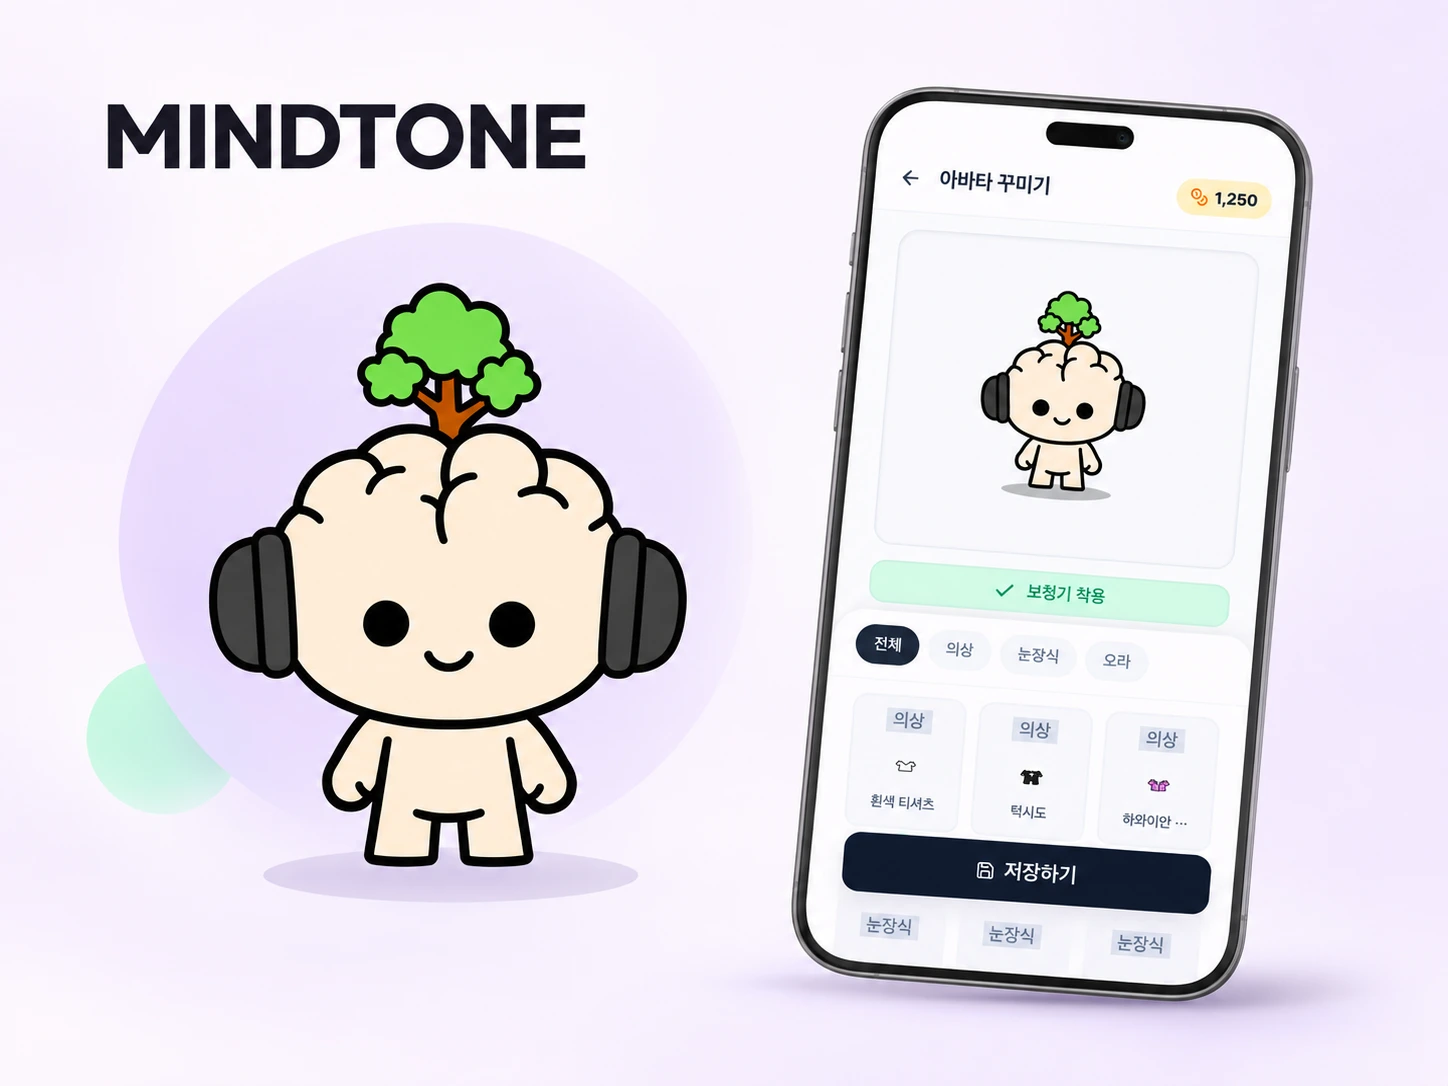 MINDTONE
아바타 꾸미기
1,250
보청기 착용
전체 의상 눈장식 오라
의상 의상 의상
흰색 티셔츠 턱시도 하와이안 ···
저장하기
눈장식 눈장식 눈장식